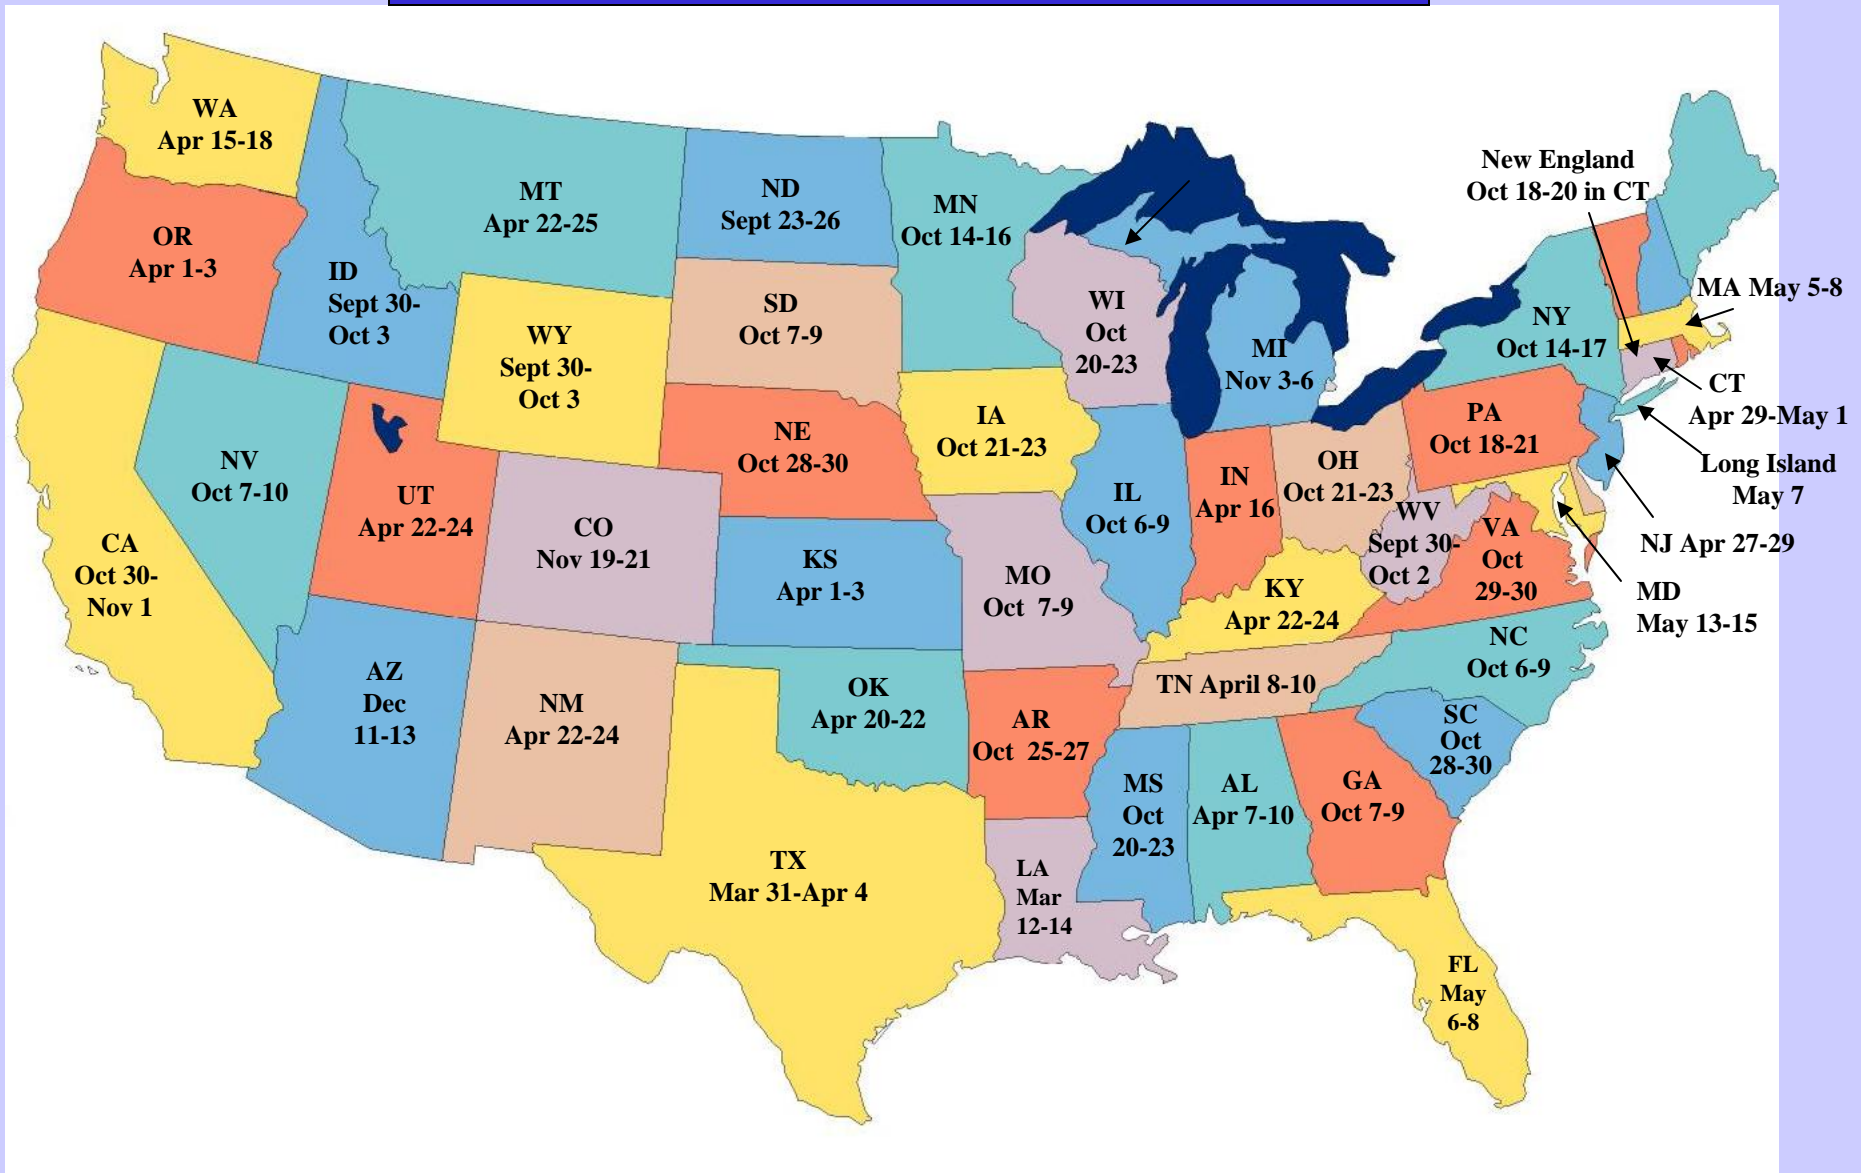 WA
Apr 15-18
OR
Apr 1-3
ID
Sept 30-
Oct 3
MT
Apr 22-25
ND
Sept 23-26
MN
Oct 14-16
New England
Oct 18-20 in CT
MA May 5-8
WY
Sept 30-
Oct 3
SD
Oct 7-9
WI
Oct
20-23
MI
Nov 3-6
NY
Oct 14-17
CT
Apr 29-May 1
NV
Oct 7-10
UT
Apr 22-24
NE
Oct 28-30
IA
Oct 21-23
IL
Oct 6-9
IN
Apr 16
OH
Oct 21-23
PA
Oct 18-21
Long Island
May 7
NJ Apr 27-29
CA
Oct 30-
Nov 1
CO
Nov 19-21
KS
Apr 1-3
MO
Oct 7-9
KY
Apr 22-24
WV
Sept 30-
Oct 2
VA
Oct
29-30
MD
May 13-15
AZ
Dec
11-13
NM
Apr 22-24
OK
Apr 20-22
AR
Oct 25-27
TN April 8-10
NC
Oct 6-9
SC
Oct
28-30
TX
Mar 31-Apr 4
LA
Mar
12-14
MS
Oct
20-23
AL
Apr 7-10
GA
Oct 7-9
FL
May
6-8